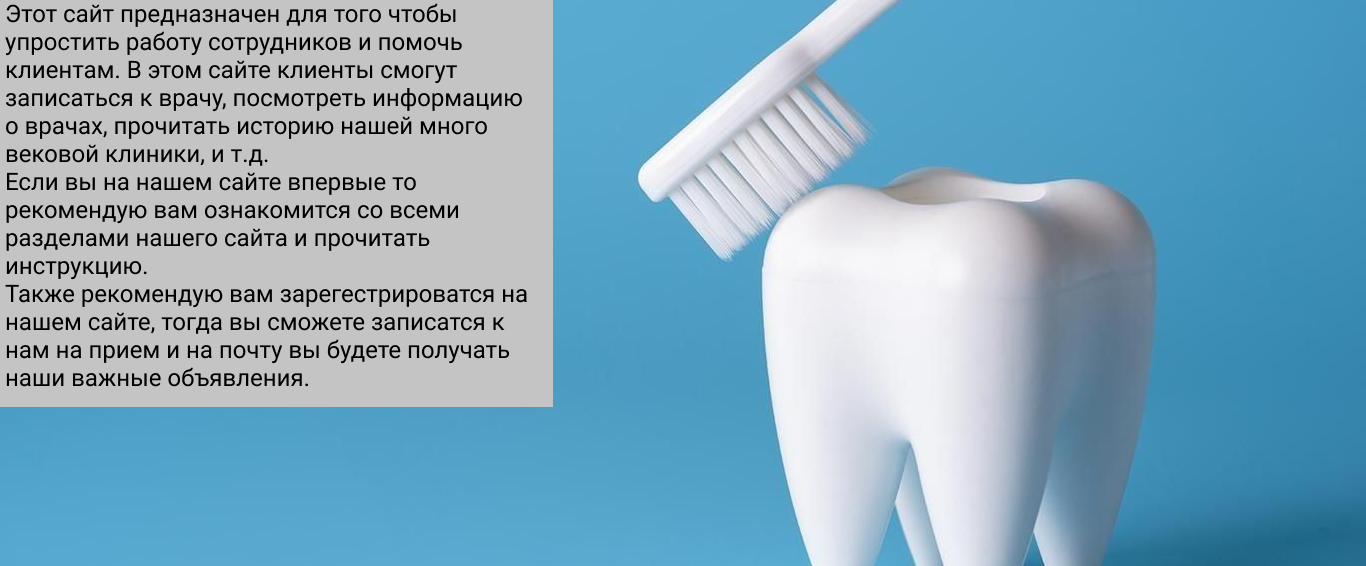 Этот сайт предназначен для того чтобы
упростить работу сотрудников и помочь
клиентам. В этом сайте клиенты смогут
записаться к врачу, посмотреть информацию
о врачах, прочитать историю нашей много
вековой клиники, и т.д.
Если вы на нашем сайте впервые то
рекомендую вам ознакомится со всеми
разделами нашего сайта и прочитать
инструкцию.
Также рекомендую вам зарегестрироватся на
нашем сайте, тогда вы сможете записатся к
нам на прием и на почту вы будете получать
наши важные объявления.